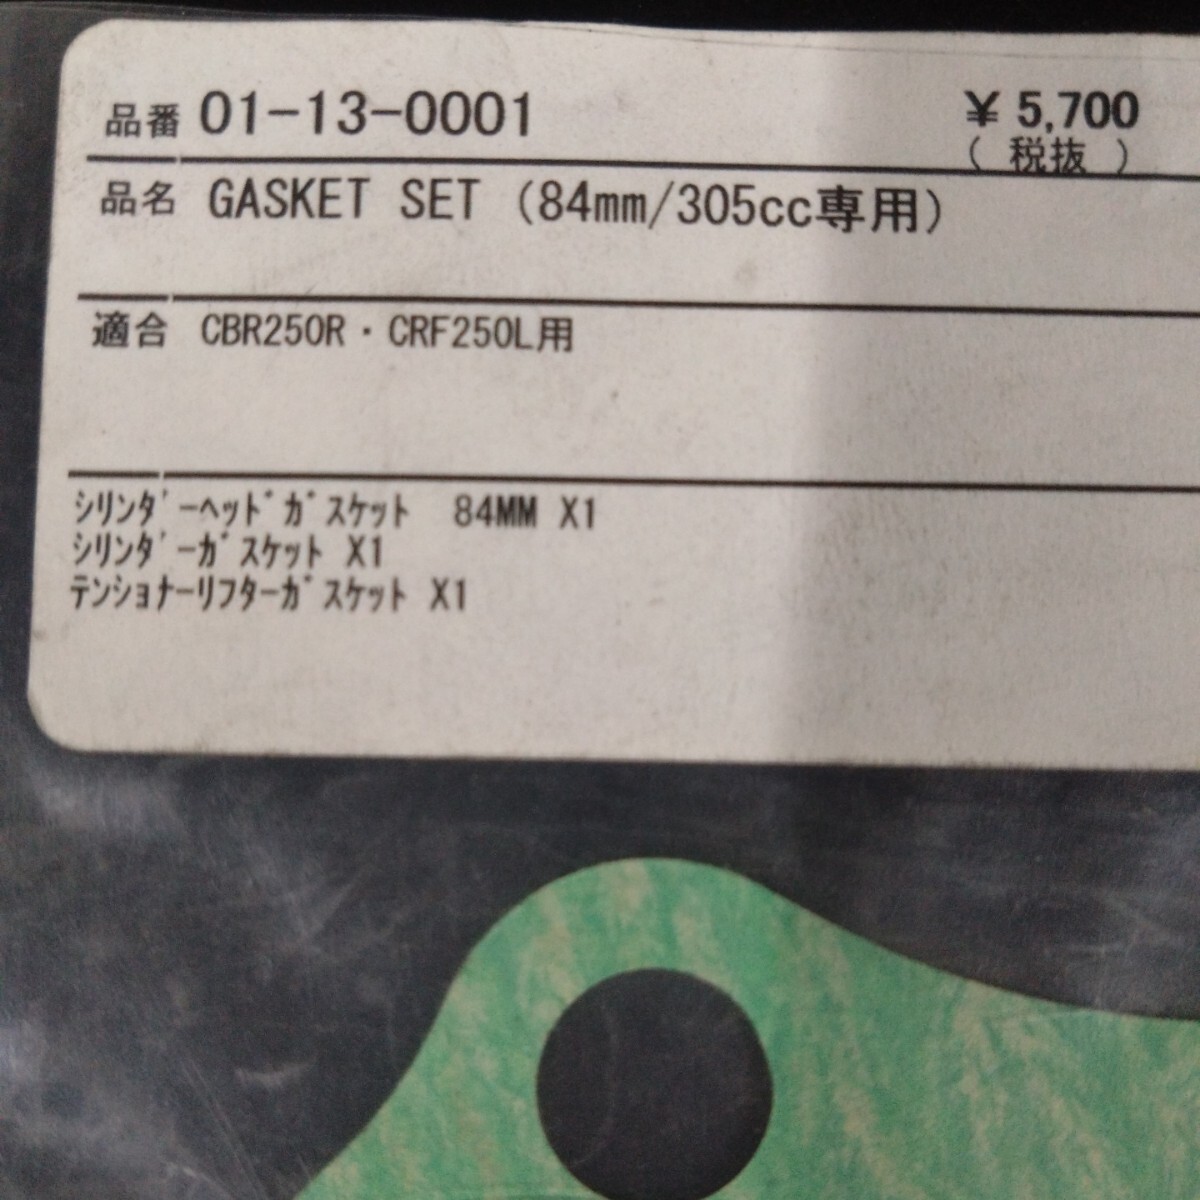 品番 01-13-0001 ¥ 5,700
( 税抜 )
品名 GASKET SET (84mm/305cc専用)
適合 CBR250R・CRF250L用
ｼﾘﾝﾀﾞｰﾍｯﾄﾞｶﾞｽｹｯﾄ 84MM X1
ｼﾘﾝﾀﾞｰｶﾞｽｹｯﾄ X1
ﾃﾝｼｮﾅｰﾘﾌﾀｰｶﾞｽｹｯﾄ X1